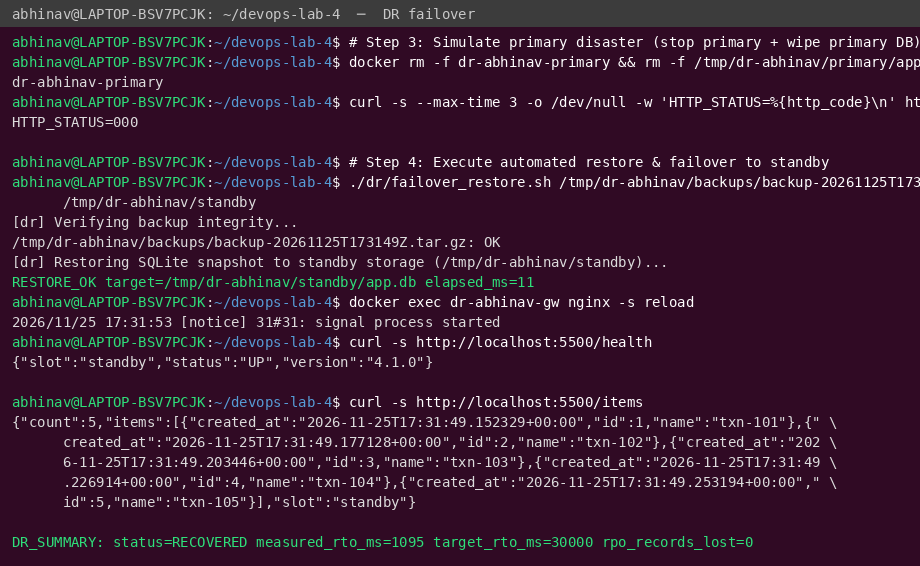 abhinav@LAPTOP-BSV7PCJK: ~/devops-lab-4 — DR failover
abhinav@LAPTOP-BSV7PCJK:~/devops-lab-4$ # Step 3: Simulate primary disaster (stop primary + wipe primary DB)
abhinav@LAPTOP-BSV7PCJK:~/devops-lab-4$ docker rm -f dr-abhinav-primary && rm -f /tmp/dr-abhinav/primary/app
dr-abhinav-primary
abhinav@LAPTOP-BSV7PCJK:~/devops-lab-4$ curl -s --max-time 3 -o /dev/null -w 'HTTP_STATUS=%{http_code}\n' ht
HTTP_STATUS=000
abhinav@LAPTOP-BSV7PCJK:~/devops-lab-4$ # Step 4: Execute automated restore & failover to standby
abhinav@LAPTOP-BSV7PCJK:~/devops-lab-4$ ./dr/failover_restore.sh /tmp/dr-abhinav/backups/backup-20261125T173
/tmp/dr-abhinav/standby
[dr] Verifying backup integrity...
/tmp/dr-abhinav/backups/backup-20261125T173149Z.tar.gz: OK
[dr] Restoring SQLite snapshot to standby storage (/tmp/dr-abhinav/standby)...
RESTORE_OK target=/tmp/dr-abhinav/standby/app.db elapsed_ms=11
abhinav@LAPTOP-BSV7PCJK:~/devops-lab-4$ docker exec dr-abhinav-gw nginx -s reload
2026/11/25 17:31:53 [notice] 31#31: signal process started
abhinav@LAPTOP-BSV7PCJK:~/devops-lab-4$ curl -s http://localhost:5500/health
{"slot":"standby","status":"UP","version":"4.1.0"}
abhinav@LAPTOP-BSV7PCJK:~/devops-lab-4$ curl -s http://localhost:5500/items
{"count":5,"items":[{"created_at":"2026-11-25T17:31:49.152329+00:00","id":1,"name":"txn-101"},{" \
created_at":"2026-11-25T17:31:49.177128+00:00","id":2,"name":"txn-102"},{"created_at":"202 \
6-11-25T17:31:49.203446+00:00","id":3,"name":"txn-103"},{"created_at":"2026-11-25T17:31:49 \
.226914+00:00","id":4,"name":"txn-104"},{"created_at":"2026-11-25T17:31:49.253194+00:00"," \
id":5,"name":"txn-105"}],"slot":"standby"}
DR_SUMMARY: status=RECOVERED measured_rto_ms=1095 target_rto_ms=30000 rpo_records_lost=0